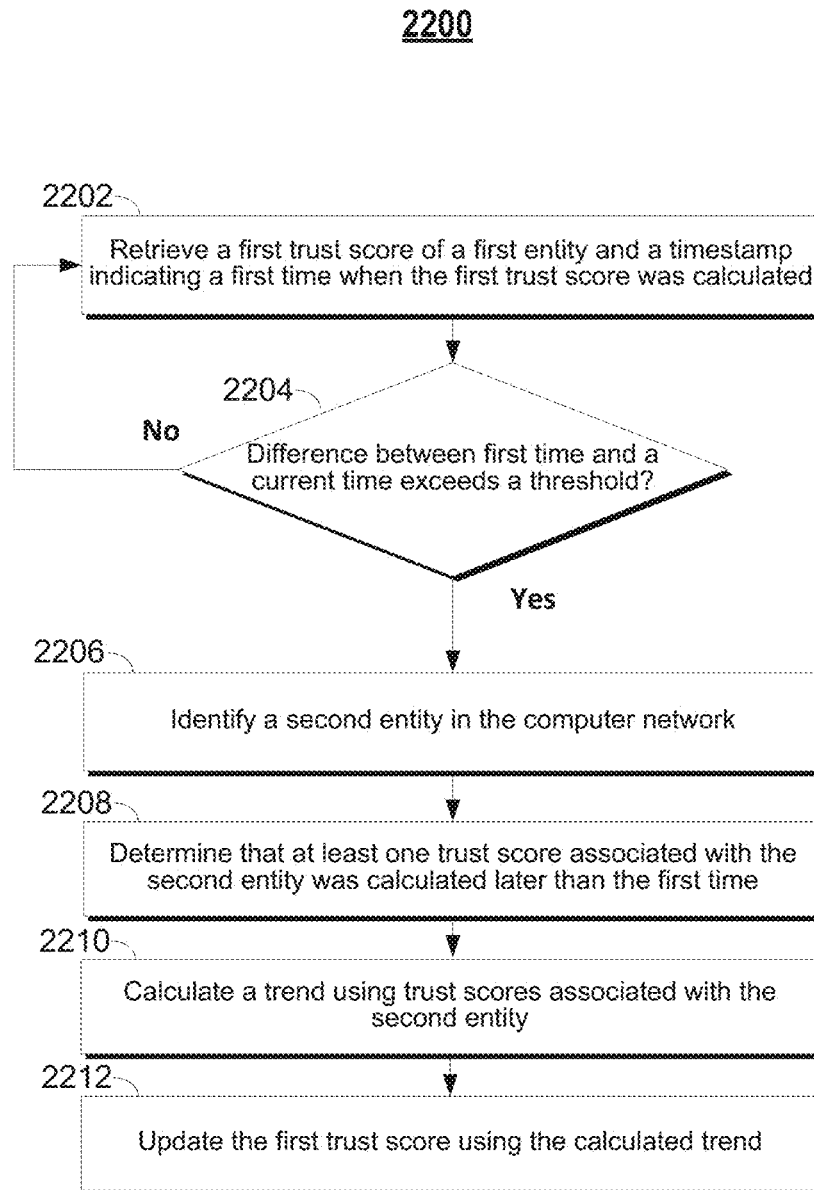 2200
2202
Retrieve a first trust score of a first entity and a timestamp
indicating a first time when the first trust score was calculated
2204
No
Difference between first time and a
current time exceeds a threshold?
Yes
2206
Identify a second entity in the computer network
2208
Determine that at least one trust score associated with the
second entity was calculated later than the first time
2210
Calculate a trend using trust scores associated with the
second entity
2212
Update the first trust score using the calculated trend